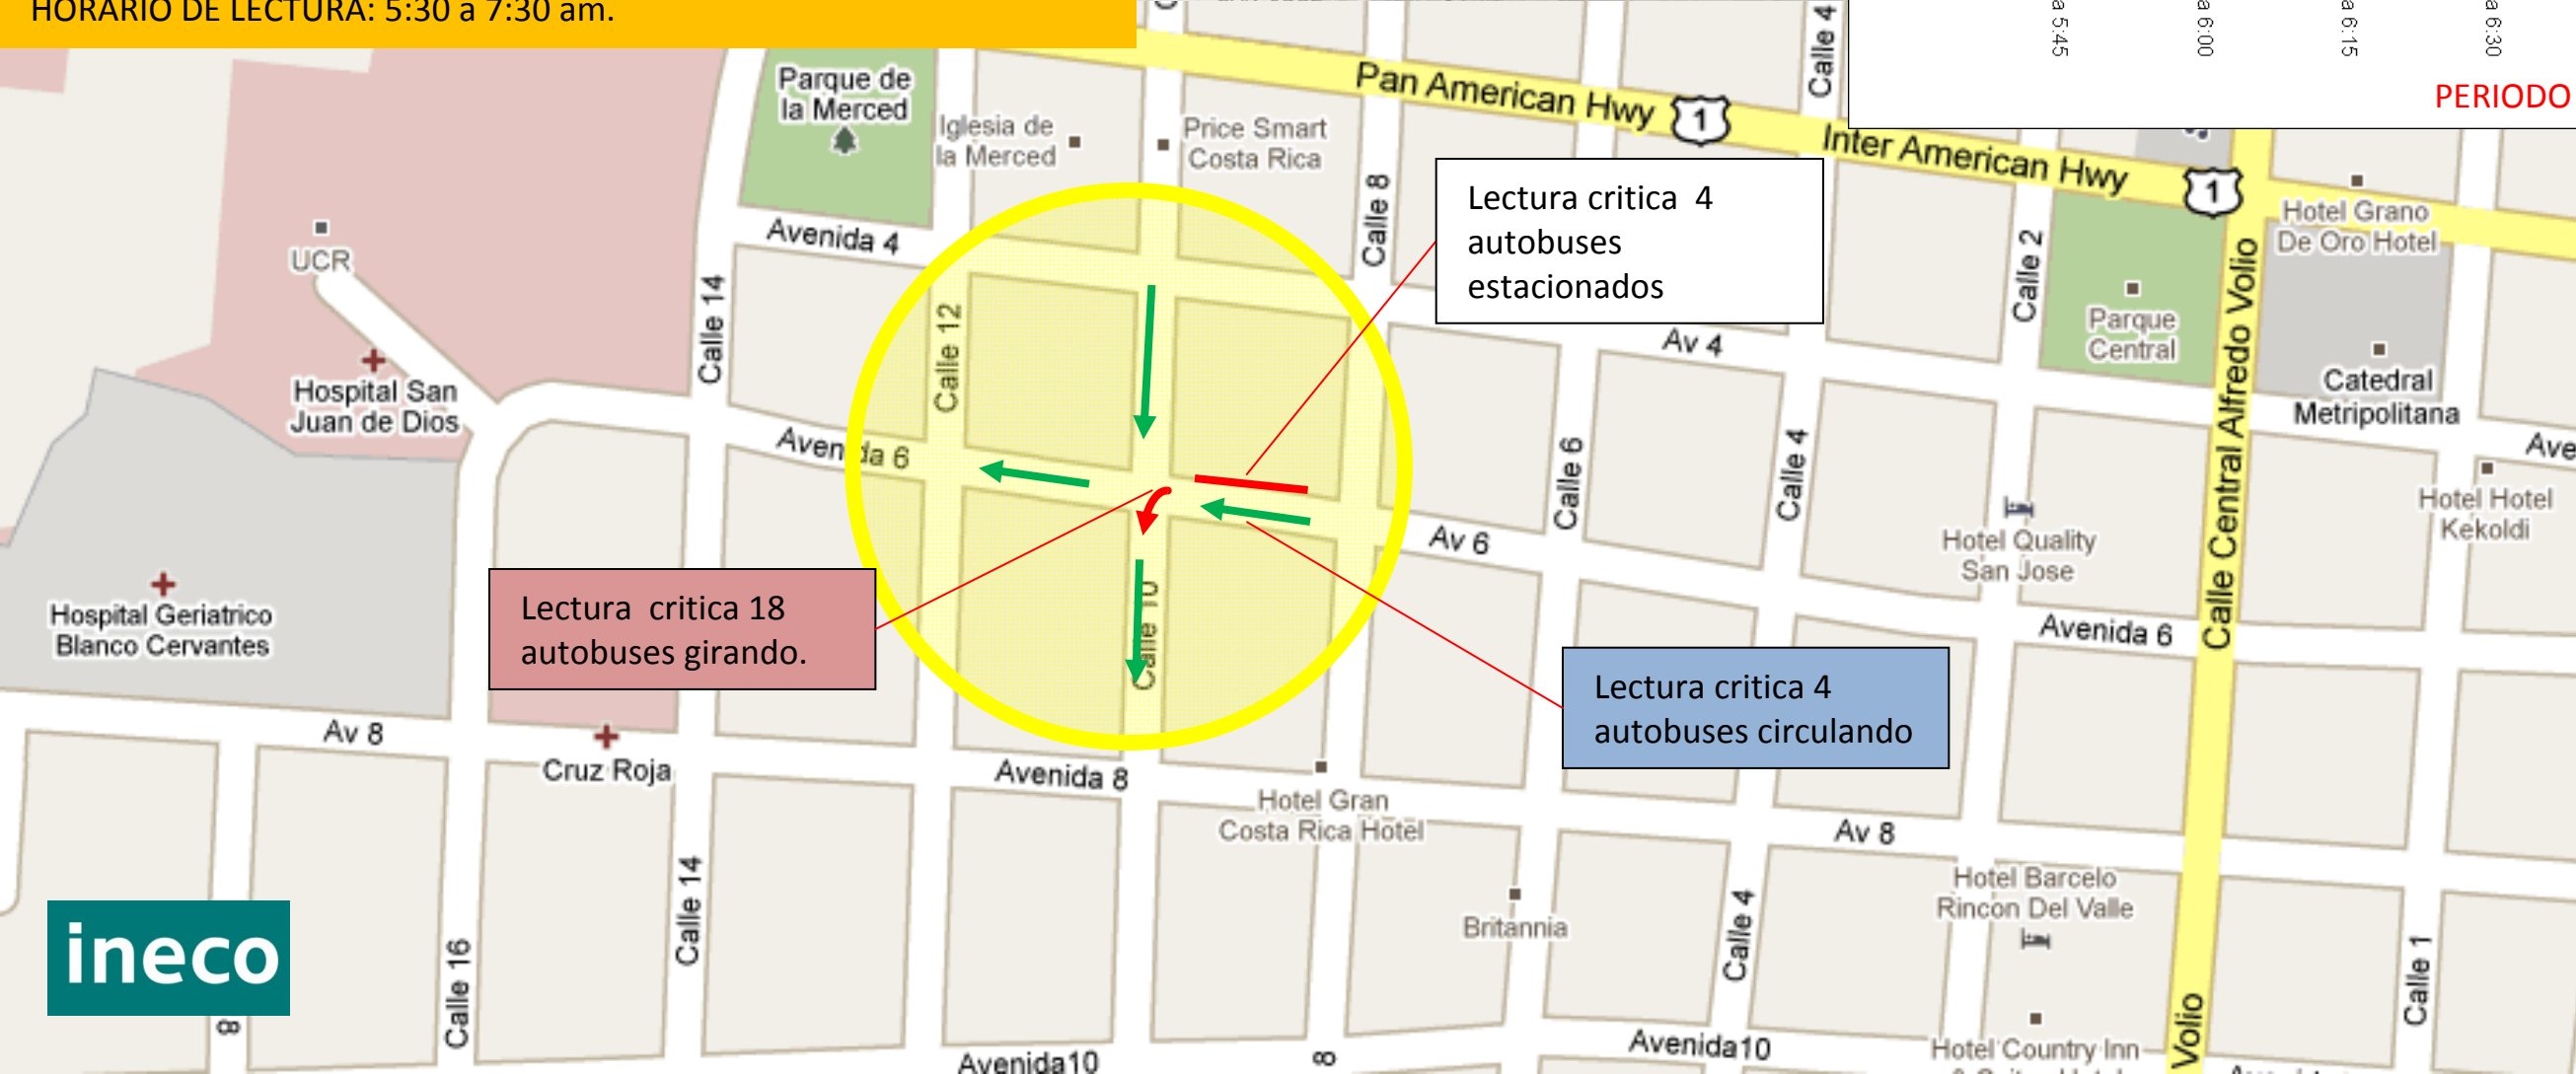 HORARIO DE LECTURA: 5:30 a 7:30 am.
a 5:45
a 6:00
a 6:15
a 6:30
PERIODO
Parque de
la Merced
Iglesia de
la Merced
Price Smart
Costa Rica
Pan American Hwy
1
Inter American Hwy
1
Calle 4
Calle 8
Lectura critica 4
autobuses
estacionados
Calle 2
Hotel Grano
De Oro Hotel
UCR
Avenida 4
Av 4
Parque
Central
Calle Central Alfredo Volio
Catedral
Metripolitana
Calle 14
Calle 12
Hospital San
Juan de Dios
Avenida 6
Calle 6
Calle 4
Ave
Hotel Hotel
Kekoldi
Av 6
Hotel Quality
San Jose
Hospital Geriatrico
Blanco Cervantes
Lectura critica 18
autobuses girando.
Calle 10
Avenida 6
Lectura critica 4
autobuses circulando
Av 8
Cruz Roja
Avenida 8
Hotel Gran
Costa Rica Hotel
Av 8
Calle 14
Britannia
Calle 4
Hotel Barcelo
Rincon Del Valle
ineco
Calle 16
8
Calle 1
Avenida10
8
Avenida10
Hotel Country Inn
Volio